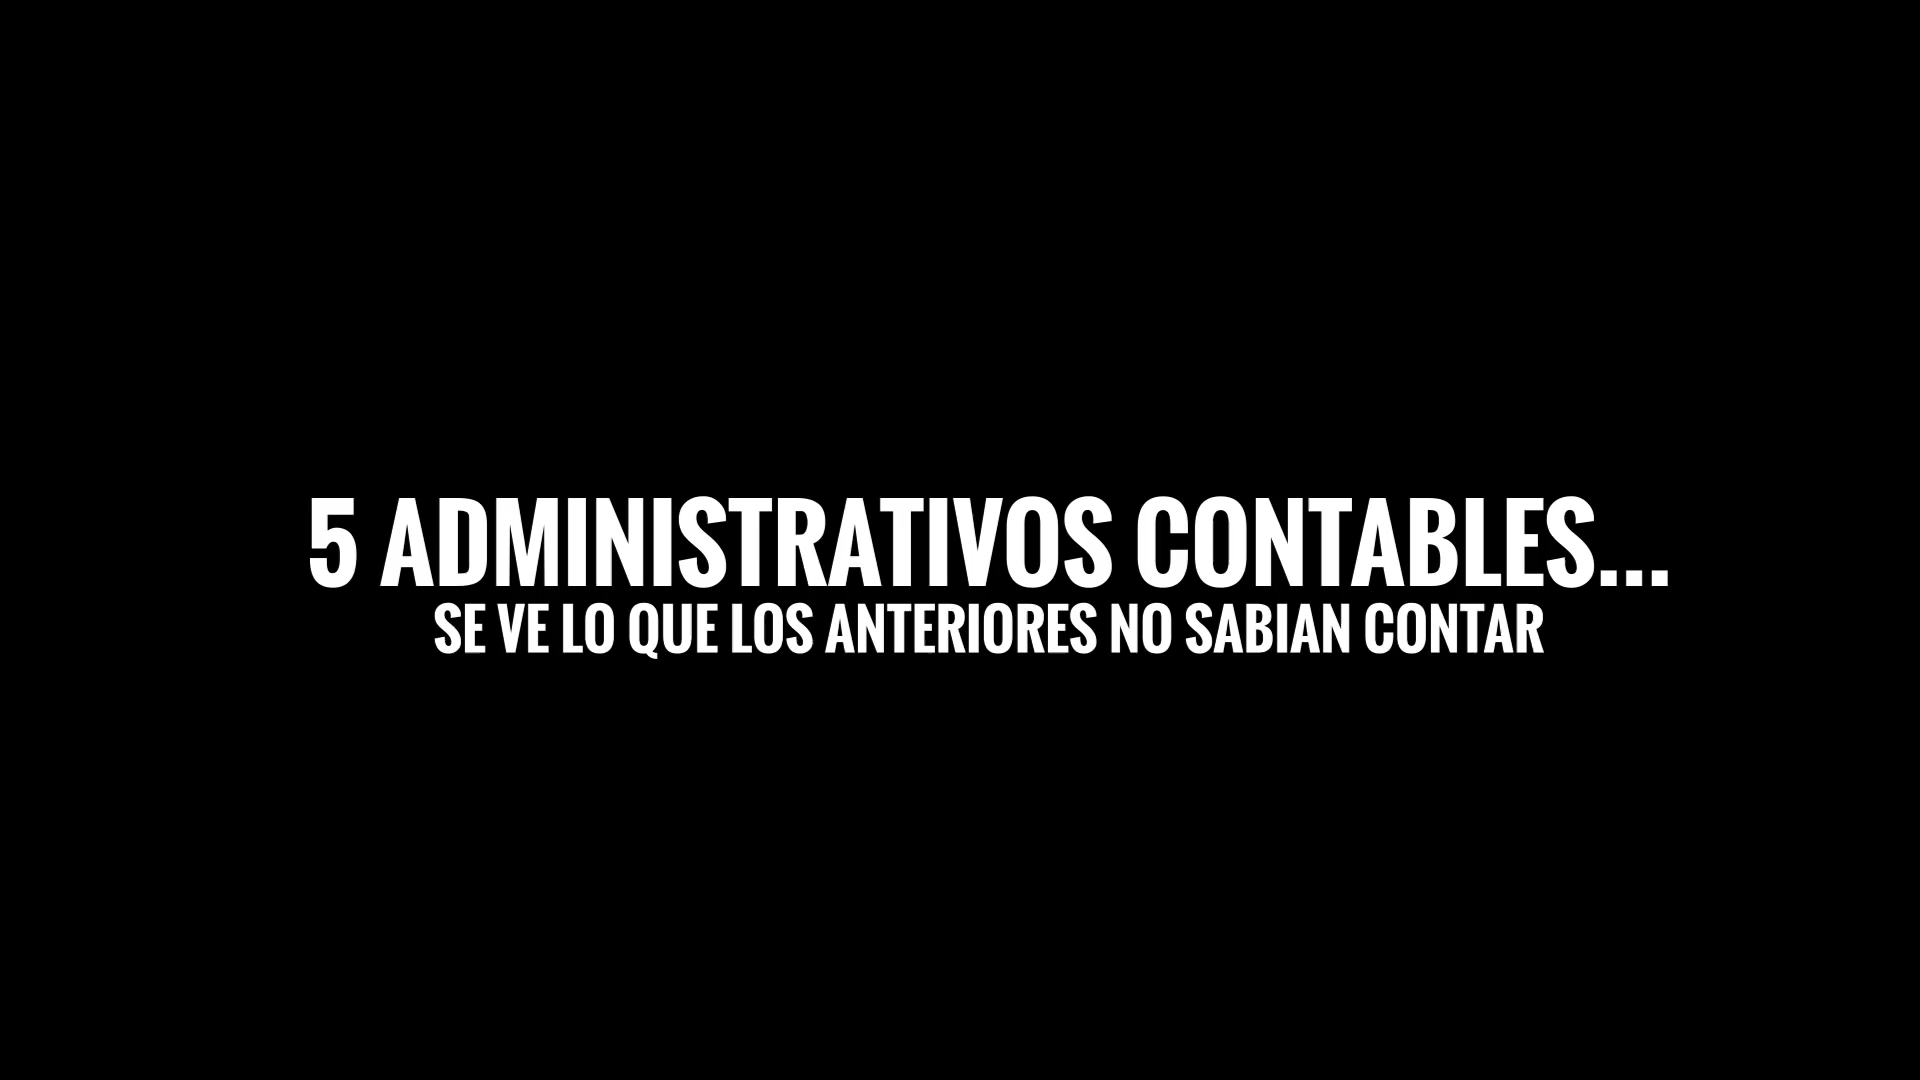 5 ADMINISTRATIVOS CONTABLES...
SE VE LO QUE LOS ANTERIORES NO SABIAN CONTAR